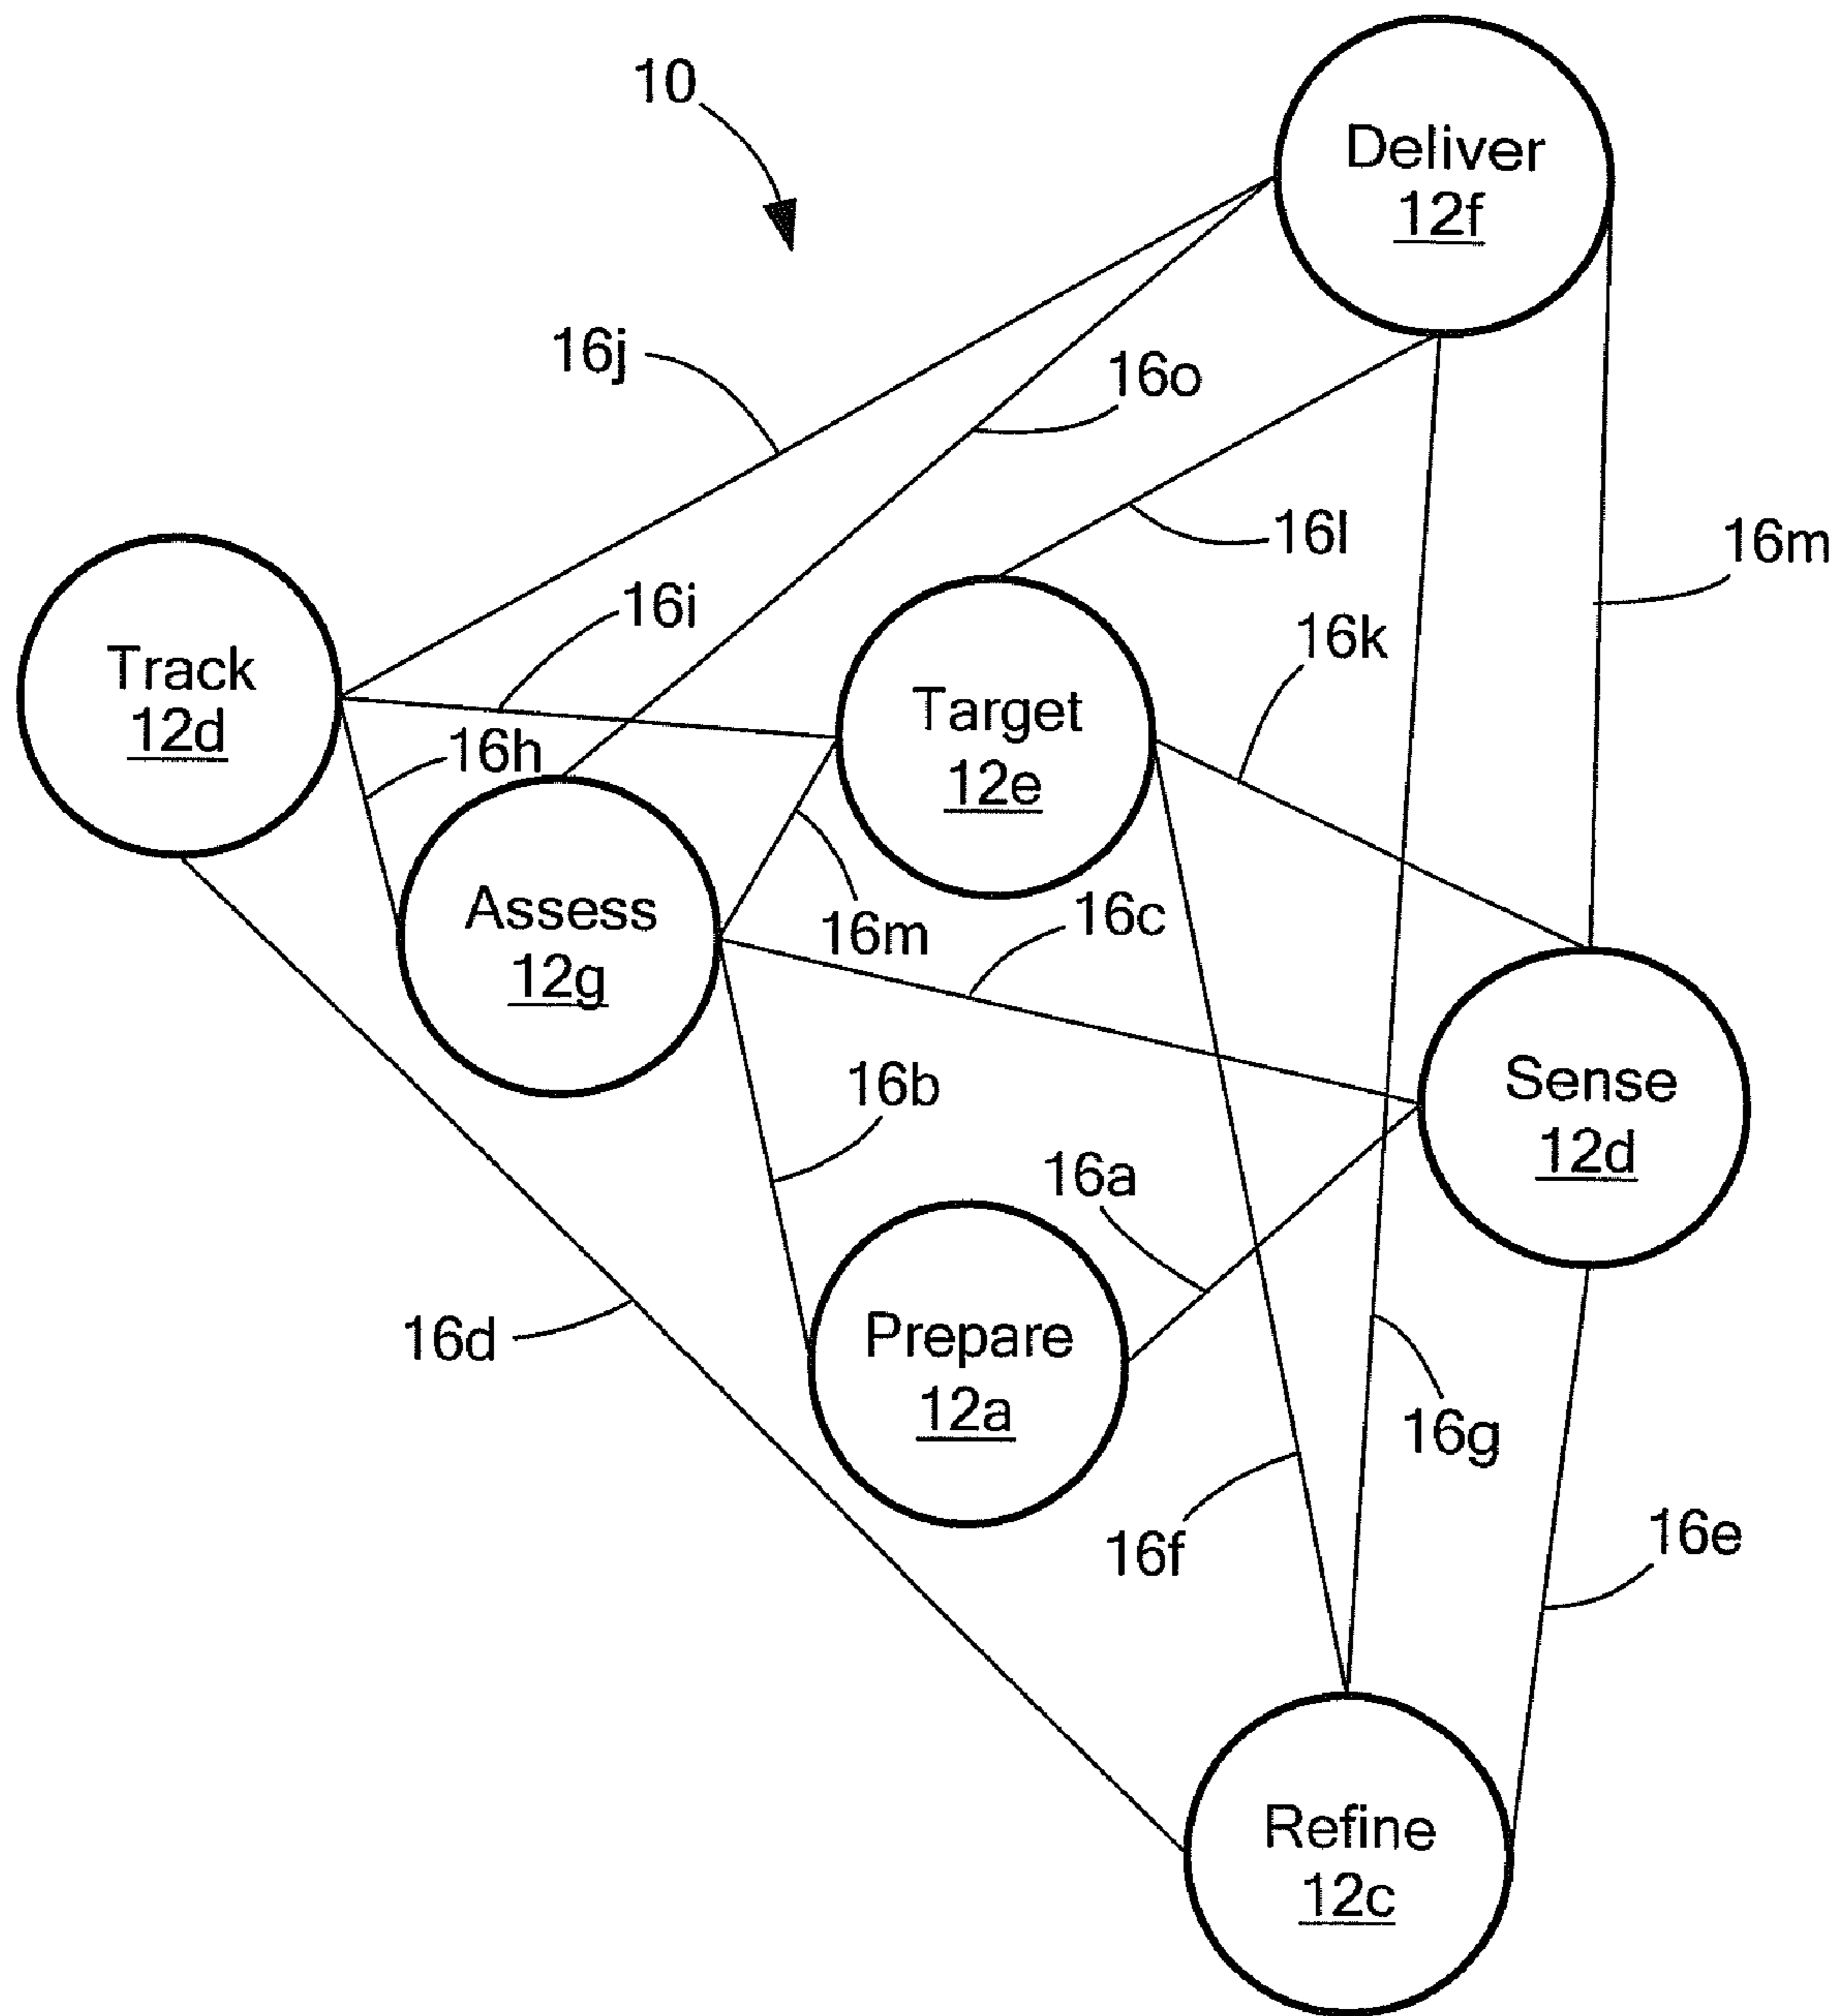 10
Deliver
12f
16j
16o
16l
16m
16i
16k
Track
12d
Target
12e
16h
Assess
12g
16m
16c
Sense
12d
16b
16a
Prepare
12a
16d
16g
16f
16e
Refine
12c